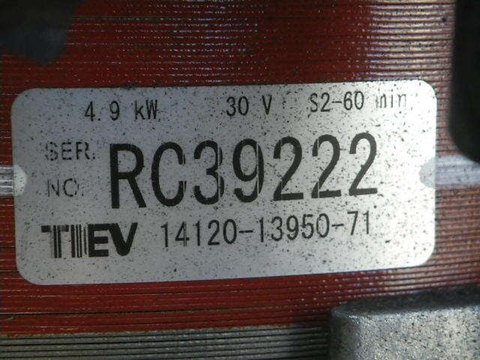 4.9 kW 30 V S2-60 min
SER. NO. RC39222
TIEV 14120-13950-71